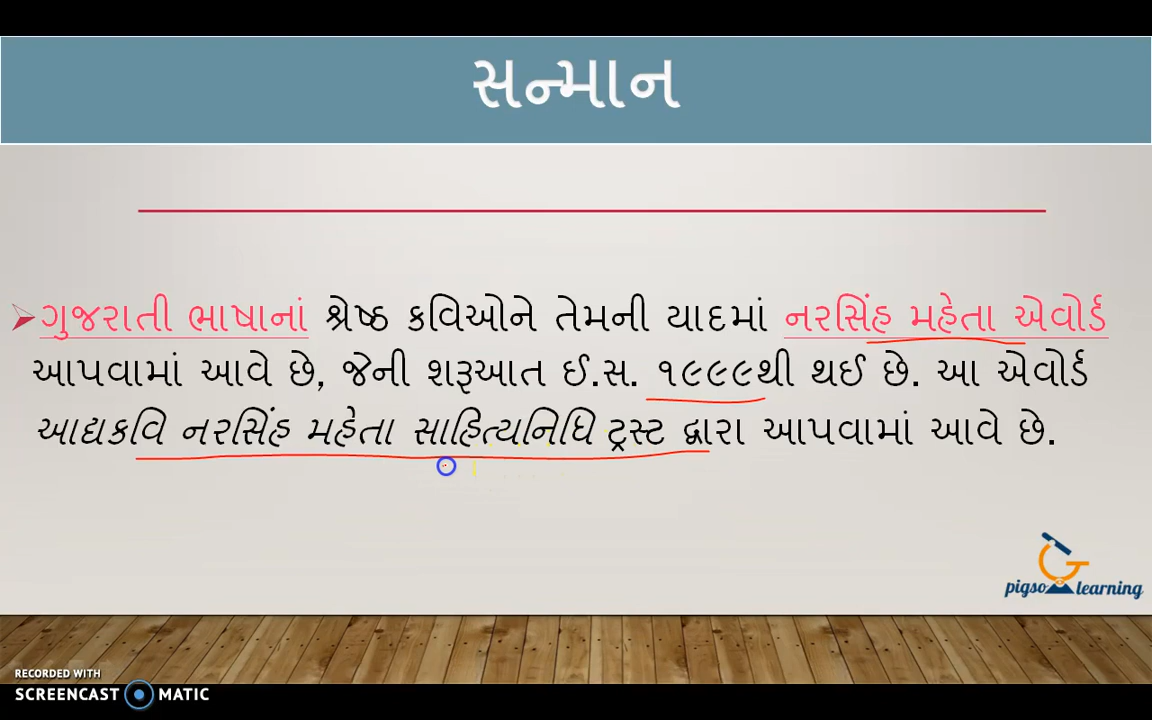 સન્માન
ગુજરાતી ભાષાનાં શ્રેષ્ઠ કવિઓને તેમની યાદમાં નરસિંહ મહેતા એવોર્ડ
આપવામાં આવે છે, જેની શરૂઆત ઈ.સ. ૧૯૯૯થી થઈ છે. આ એવોર્ડ
આદ્યકવિ નરસિંહ મહેતા સાહિત્યનિધિ ટ્રસ્ટ દ્વારા આપવામાં આવે છે.
pigso learning
RECORDED WITH
SCREENCAST MATIC